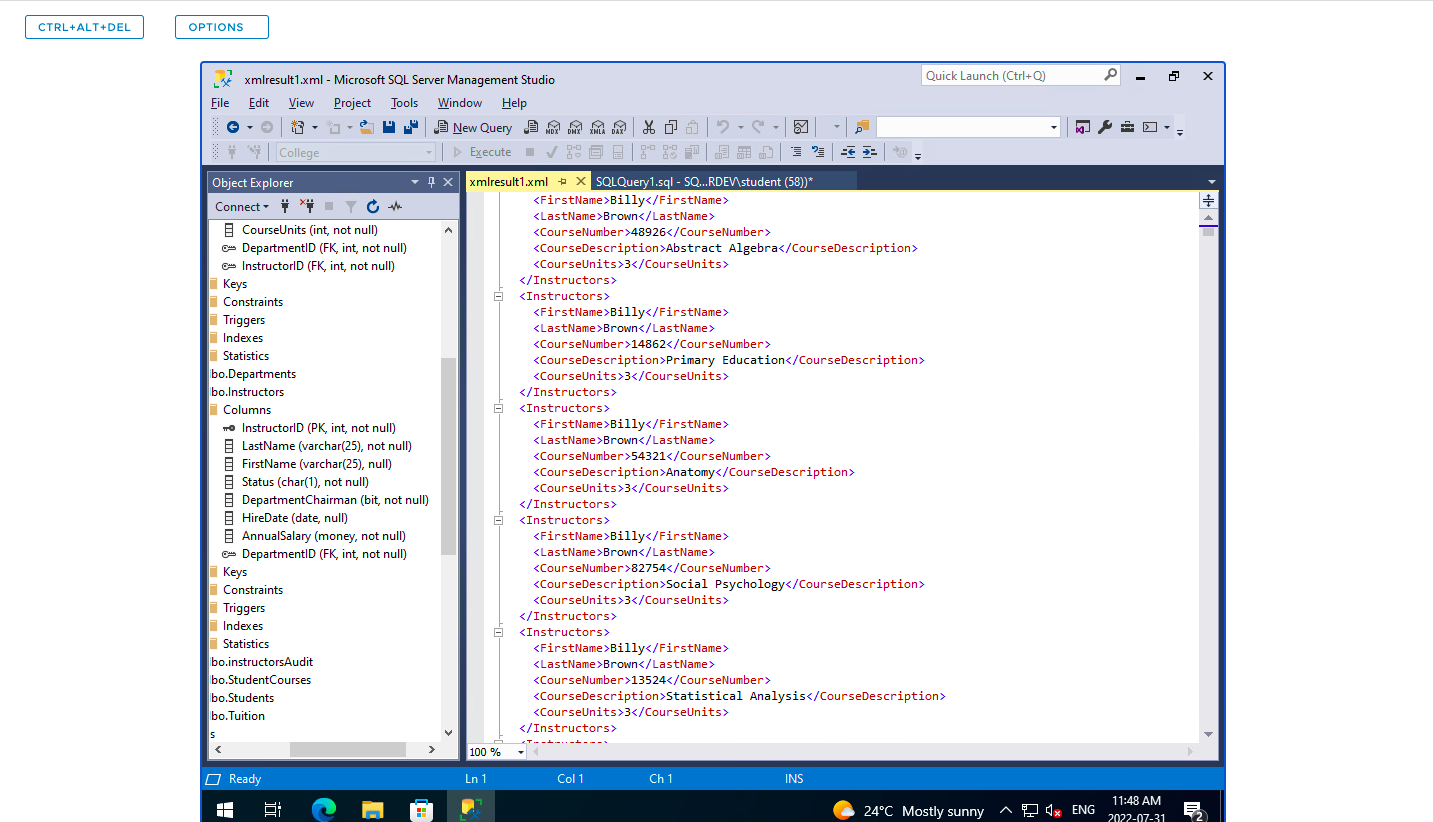 CTRL+ALT+DEL
OPTIONS
xmlresult1.xml - Microsoft SQL Server Management Studio
Quick Launch (Ctrl+Q)
File Edit View Project Tools Window Help
New Query
MDX DMX XMLA DAX
College
Execute
Object Explorer
Connect
CourseUnits (int, not null)
DepartmentID (FK, int, not null)
InstructorID (FK, int, not null)
Keys
Constraints
Triggers
Indexes
Statistics
bo.Departments
bo.Instructors
Columns
InstructorID (PK, int, not null)
LastName (varchar(25), not null)
FirstName (varchar(25), null)
Status (char(1), not null)
DepartmentChairman (bit, not null)
HireDate (date, null)
AnnualSalary (money, not null)
DepartmentID (FK, int, not null)
Keys
Constraints
Triggers
Indexes
Statistics
bo.instructorsAudit
bo.StudentCourses
bo.Students
bo.Tuition
s
xmlresult1.xml
SQLQuery1.sql - SQ...RDEV\student (58))*
<FirstName>Billy</FirstName>
<LastName>Brown</LastName>
<CourseNumber>48926</CourseNumber>
<CourseDescription>Abstract Algebra</CourseDescription>
<CourseUnits>3</CourseUnits>
</Instructors>
<Instructors>
<FirstName>Billy</FirstName>
<LastName>Brown</LastName>
<CourseNumber>14862</CourseNumber>
<CourseDescription>Primary Education</CourseDescription>
<CourseUnits>3</CourseUnits>
</Instructors>
<Instructors>
<FirstName>Billy</FirstName>
<LastName>Brown</LastName>
<CourseNumber>54321</CourseNumber>
<CourseDescription>Anatomy</CourseDescription>
<CourseUnits>3</CourseUnits>
</Instructors>
<Instructors>
<FirstName>Billy</FirstName>
<LastName>Brown</LastName>
<CourseNumber>82754</CourseNumber>
<CourseDescription>Social Psychology</CourseDescription>
<CourseUnits>3</CourseUnits>
</Instructors>
<Instructors>
<FirstName>Billy</FirstName>
<LastName>Brown</LastName>
<CourseNumber>13524</CourseNumber>
<CourseDescription>Statistical Analysis</CourseDescription>
<CourseUnits>3</CourseUnits>
</Instructors>
<Instructors>
100 %
Ready
Ln 1
Col 1
Ch 1
INS
24°C Mostly sunny
ENG
11:48 AM
2022-07-31
2